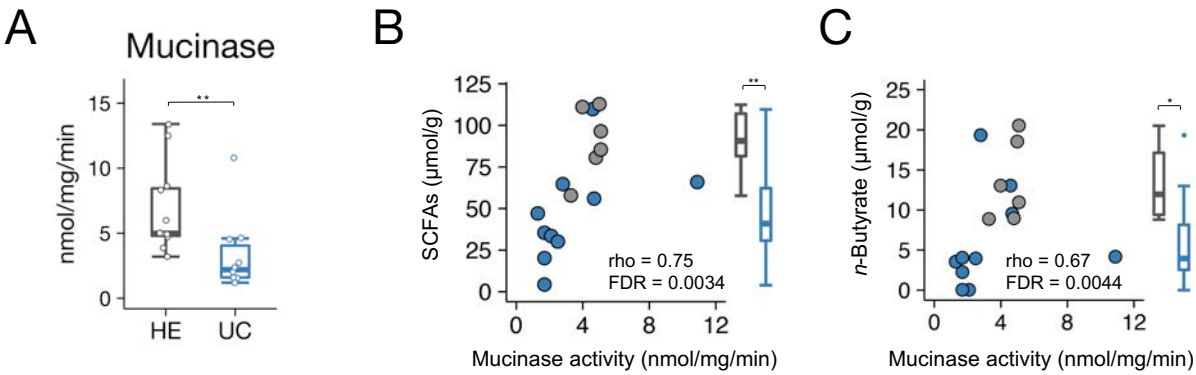 A
Mucinase
**
nmol/mg/min
15
10
5
0
HE UC
B
SCFAs (μmol/g)
125
100
75
50
25
0
**
rho = 0.75
FDR = 0.0034
0 4 8 12
Mucinase activity (nmol/mg/min)
C
n-Butyrate (μmol/g)
25
20
15
10
5
0
*
rho = 0.67
FDR = 0.0044
0 4 8 12
Mucinase activity (nmol/mg/min)